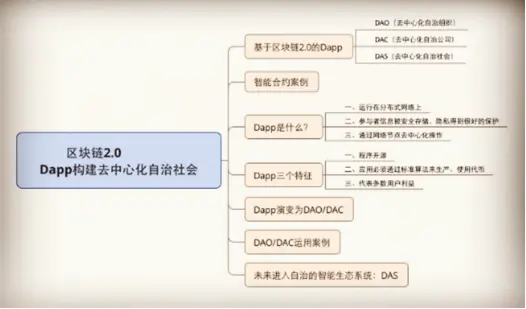 区块链2.0
Dapp构建去中心化自治社会
基于区块链2.0的Dapp
DAO（去中心化自治组织）
DAC（去中心化自治公司）
DAS（去中心化自治社会）
智能合约案例
Dapp是什么？
一、运行在分布式网络上
二、参与者信息被安全存储、隐私得到很好的保护
三、通过网络节点去中心化操作
Dapp三个特征
一、程序开源
二、应用必须通过标准算法来生产、使用代币
三、代表多数用户利益
Dapp演变为DAO/DAC
DAO/DAC运用案例
未来进入自治的智能生态系统：DAS